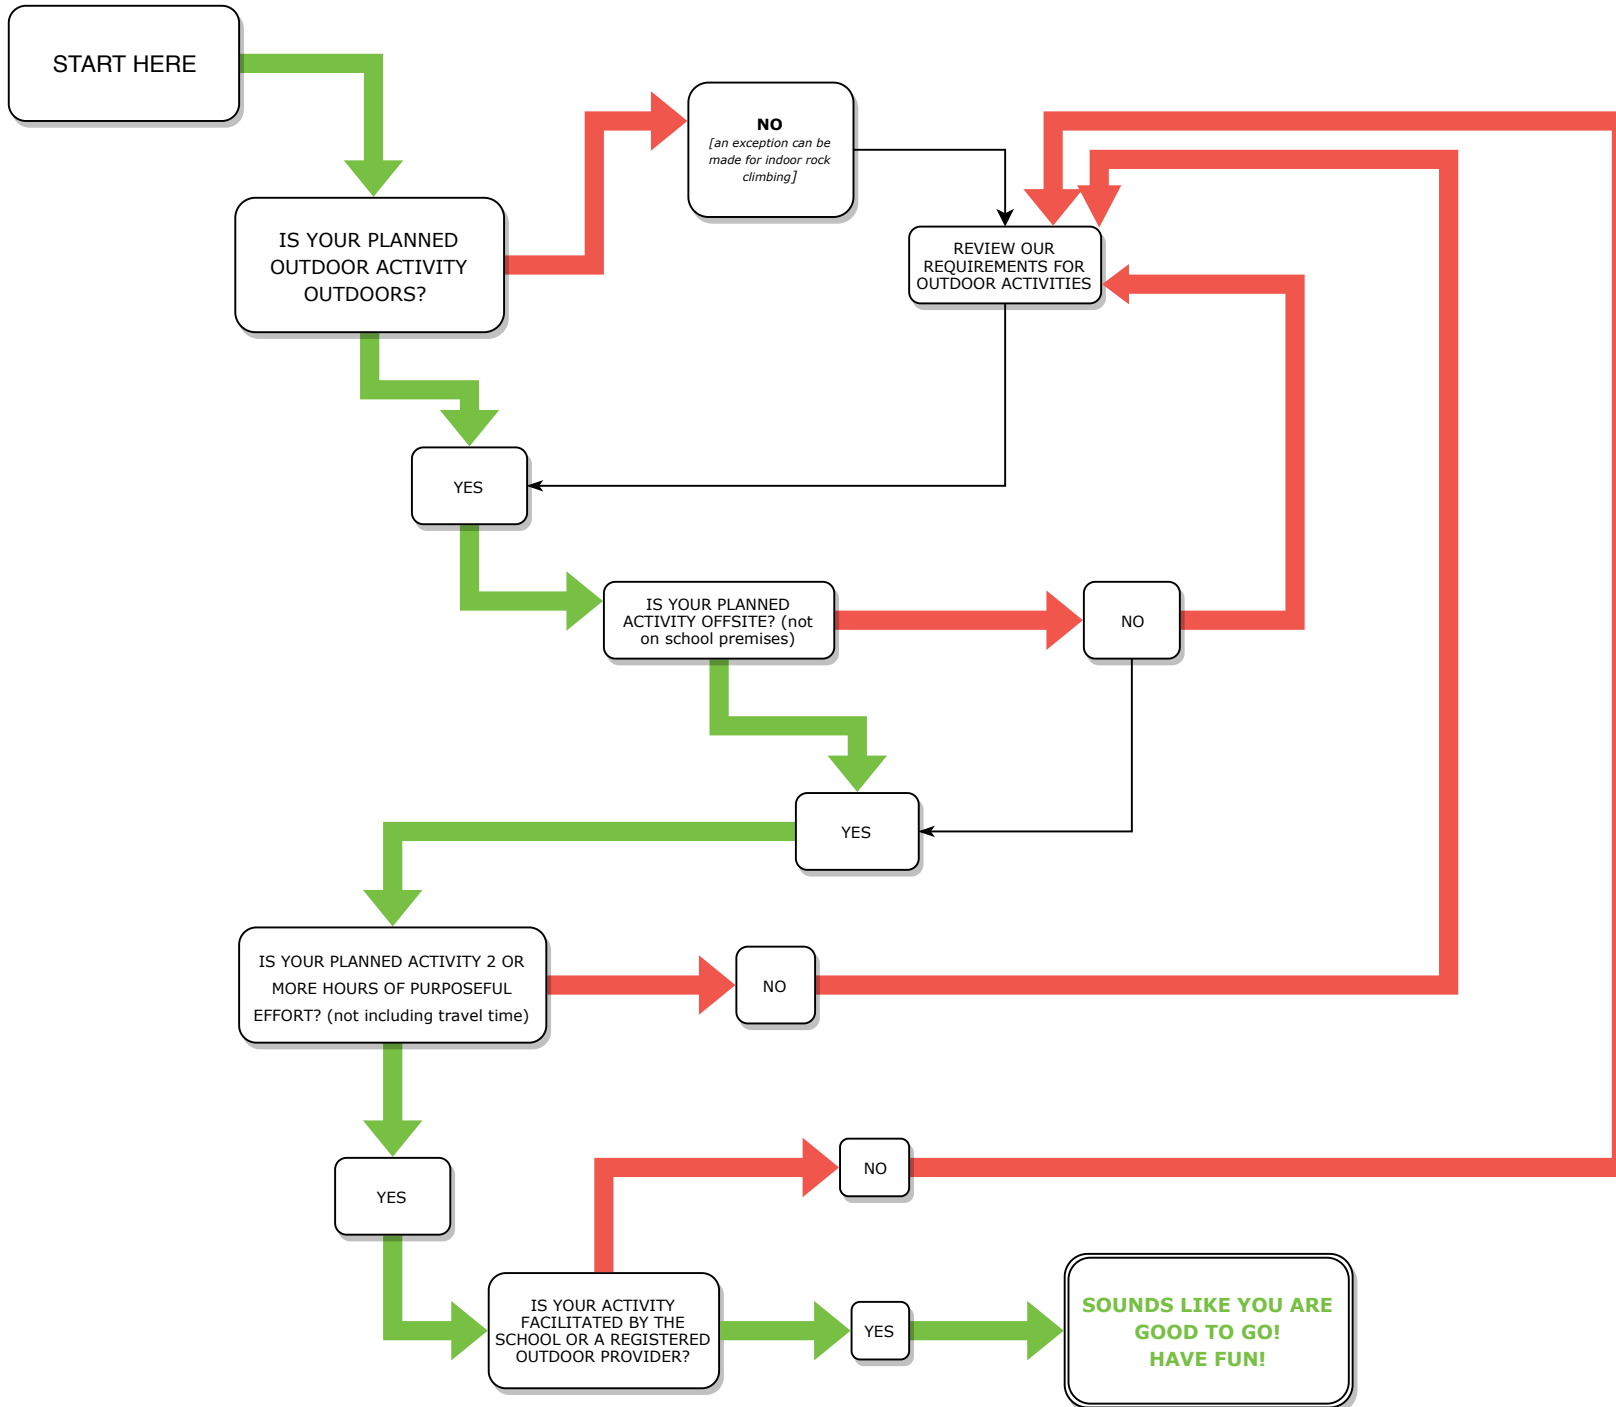 START HERE
NO
[an exception can be
made for indoor rock
climbing]
IS YOUR PLANNED
OUTDOOR ACTIVITY
OUTDOORS?
REVIEW OUR
REQUIREMENTS FOR
OUTDOOR ACTIVITIES
YES
IS YOUR PLANNED
ACTIVITY OFFSITE? (not
on school premises)
NO
YES
IS YOUR PLANNED ACTIVITY 2 OR
MORE HOURS OF PURPOSEFUL
EFFORT? (not including travel time)
NO
YES
NO
IS YOUR ACTIVITY
FACILITATED BY THE
SCHOOL OR A REGISTERED
OUTDOOR PROVIDER?
YES
SOUNDS LIKE YOU ARE
GOOD TO GO!
HAVE FUN!